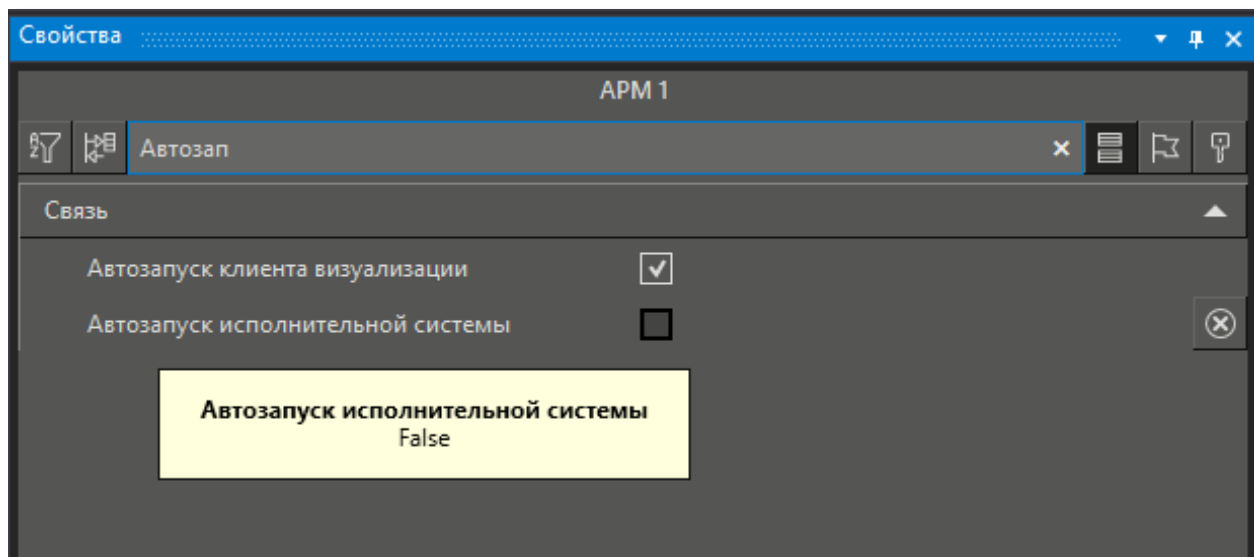 Свойства
АРМ 1
Автозап
Связь
Автозапуск клиента визуализации
Автозапуск исполнительной системы
Автозапуск исполнительной системы
False